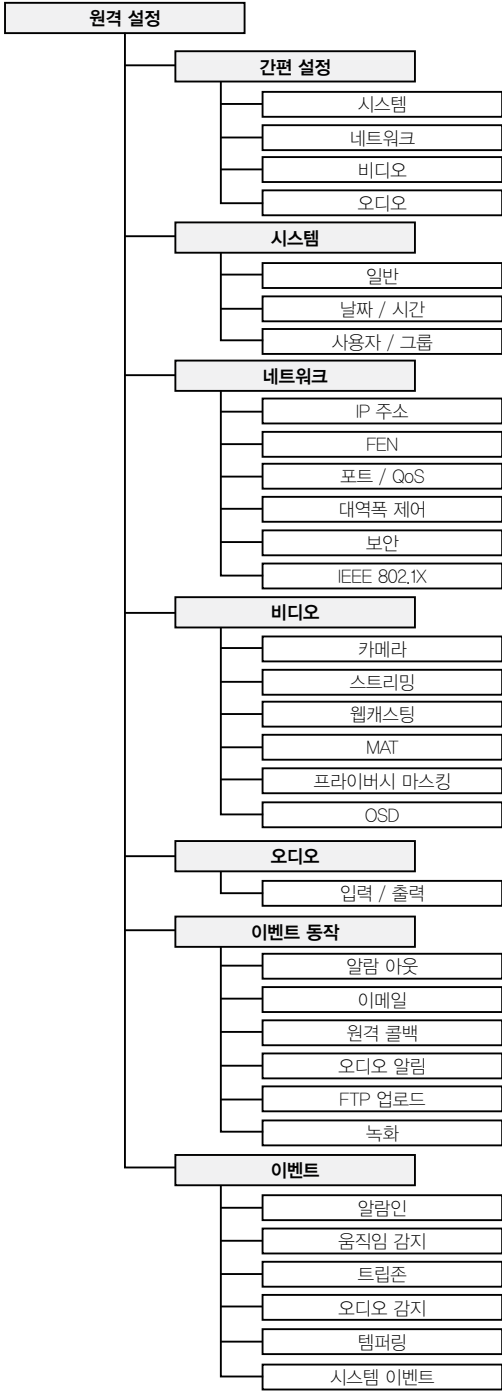 원격 설정
간편 설정
시스템
네트워크
비디오
오디오
시스템
일반
날짜 / 시간
사용자 / 그룹
네트워크
IP 주소
FEN
포트 / QoS
대역폭 제어
보안
IEEE 802.1X
비디오
카메라
스트리밍
웹캐스팅
MAT
프라이버시 마스킹
OSD
오디오
입력 / 출력
이벤트 동작
알람 아웃
이메일
원격 콜백
오디오 알림
FTP 업로드
녹화
이벤트
알람인
움직임 감지
트립존
오디오 감지
템퍼링
시스템 이벤트